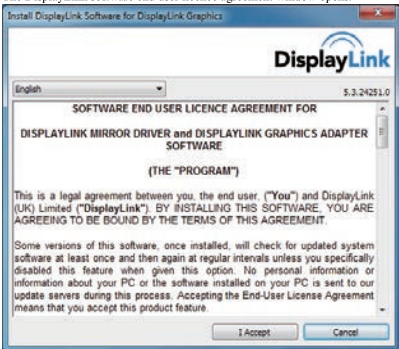 Install DisplayLink Software for DisplayLink Graphics
DisplayLink
English
5.3.24251.0
SOFTWARE END USER LICENCE AGREEMENT FOR
DISPLAYLINK MIRROR DRIVER and DISPLAYLINK GRAPHICS ADAPTER
SOFTWARE
(THE "PROGRAM")
This is a legal agreement between you, the end user, ("You") and DisplayLink
(UK) Limited ("DisplayLink"). BY INSTALLING THIS SOFTWARE, YOU ARE
AGREEING TO BE BOUND BY THE TERMS OF THIS AGREEMENT.
Some versions of this software, once installed, will check for updated system
software at least once and then again at regular intervals unless you specifically
disabled this feature when given this option. No personal information or
information about your PC or the software installed on your PC is sent to our
update servers during this process. Accepting the End-User License Agreement
means that you accept this product feature.
I Accept
Cancel